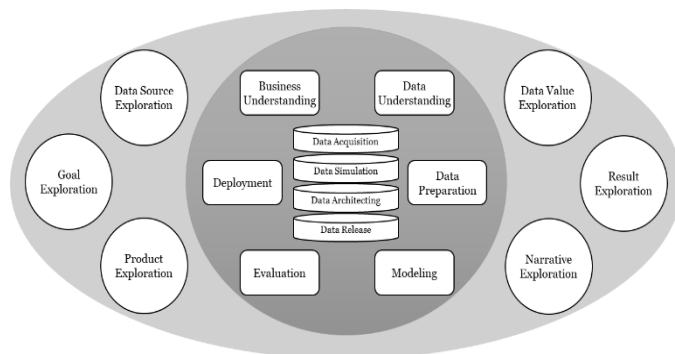 Data Source
Exploration
Goal
Exploration
Product
Exploration
Business
Understanding
Data
Understanding
Data Acquisition
Data Simulation
Data Architecting
Data Release
Deployment
Data
Preparation
Evaluation
Modeling
Data Value
Exploration
Result
Exploration
Narrative
Exploration